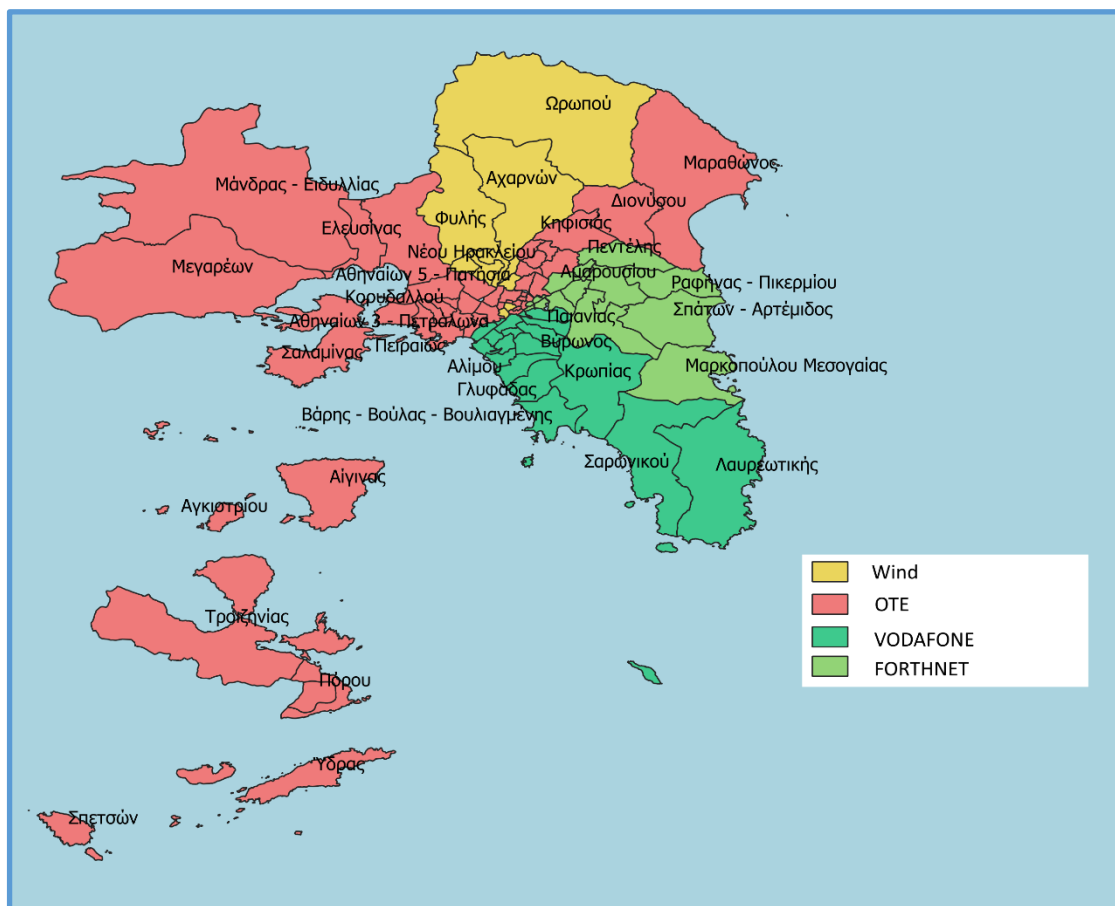 Ωρωπού
Μαραθώνος
Μάνδρας - Ειδυλλίας
Αχαρνών
Διονύσου
Φυλής
Κηφισιάς
Ελευσίνας
Νέου Ηρακλείου
Πεντέλης
Μεγαρέων
Αθηναίων 5 - Πατήσια
Αμαρουσίου
Ραφήνας - Πικερμίου
Κορυδαλλού
Σπάτων - Αρτέμιδος
Αθηναίων 3 - Πετράλωνα
Παιανίας
Σαλαμίνας
Πειραιώς
Βύρωνος
Αλίμου
Κρωπίας
Μαρκοπούλου Μεσογαίας
Γλυφάδας
Βάρης - Βούλας - Βουλιαγμένης
Σαρωνικού
Λαυρεωτικής
Αίγινας
Αγκιστρίου
Τροιζηνίας
Πόρου
Ύδρας
Σπετσών
Wind
OTE
VODAFONE
FORTHNET